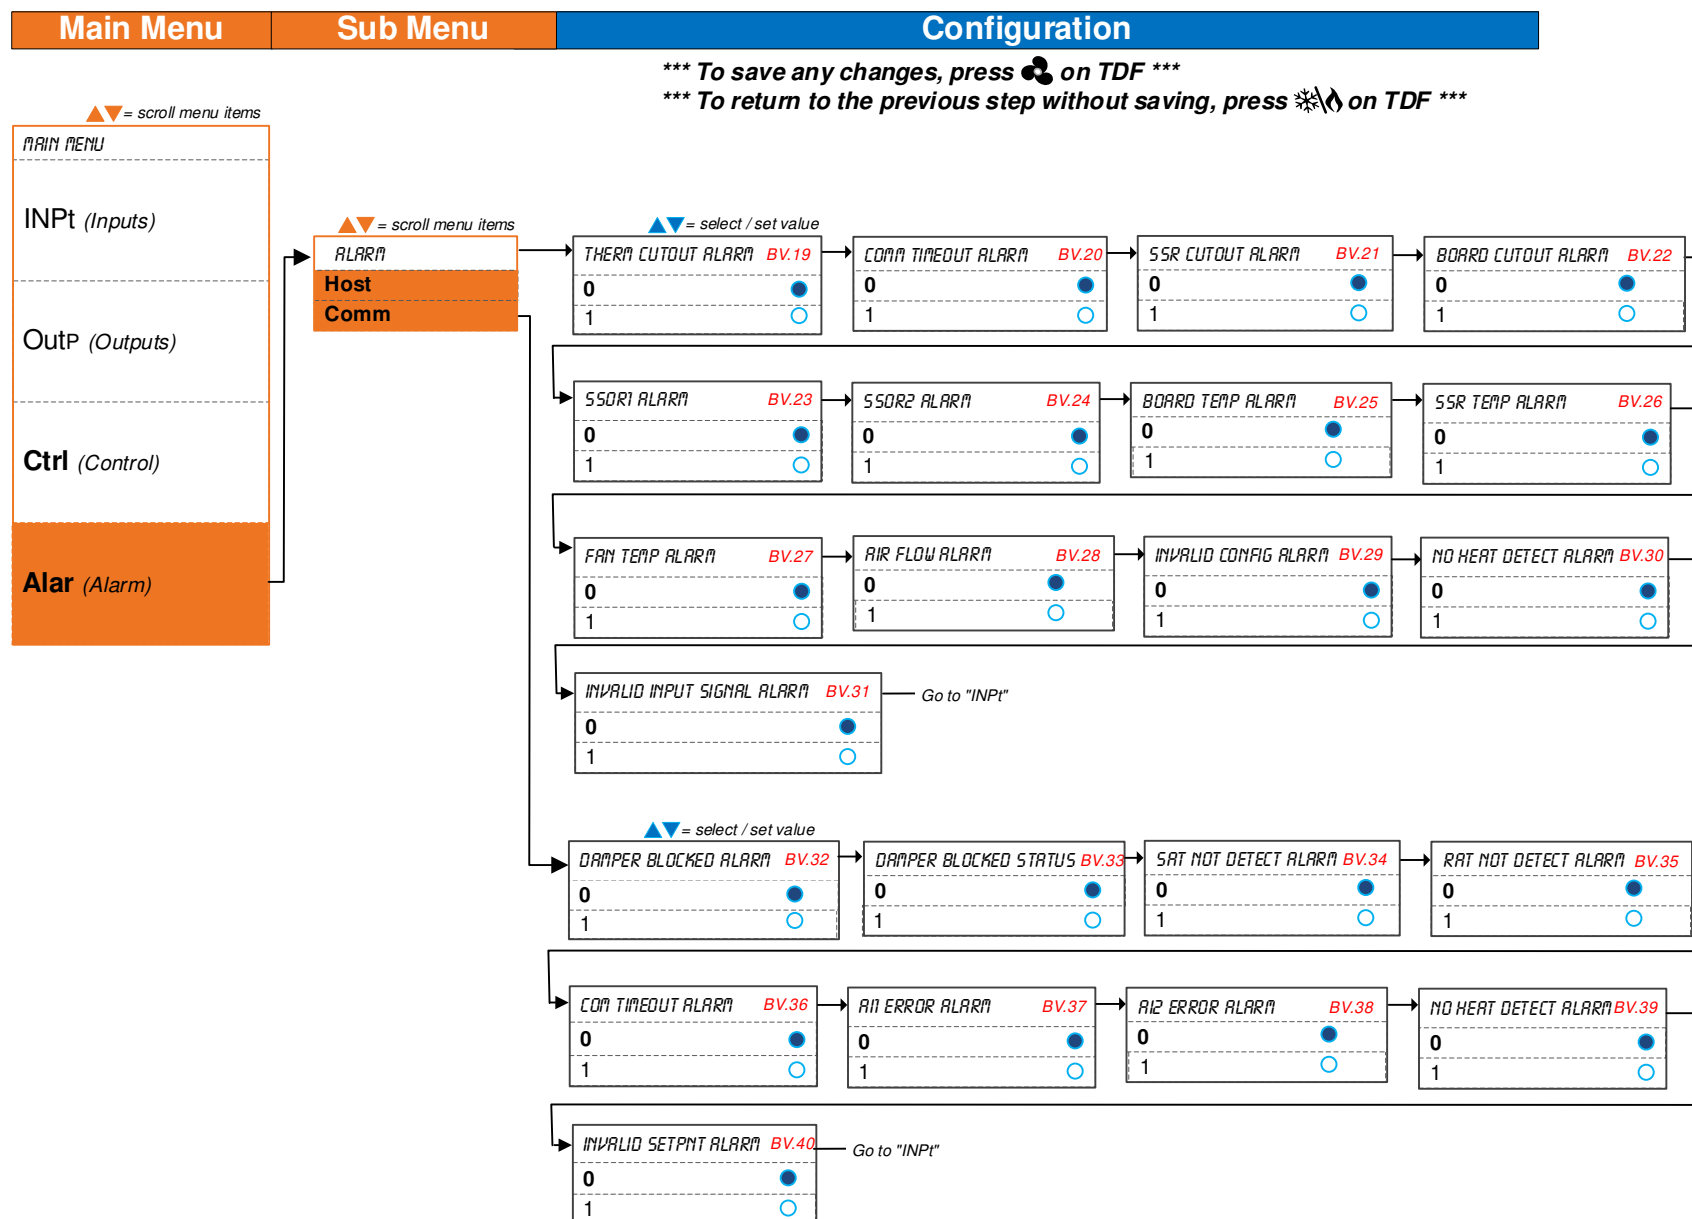 Main Menu Sub Menu Configuration
*** To save any changes, press on TDF ***
*** To return to the previous step without saving, press on TDF ***
= scroll menu items
MAIN MENU
INPt (Inputs)
OutP (Outputs)
Ctrl (Control)
Alar (Alarm)
= scroll menu items
ALARM
Host
Comm
= select / set value
THERM CUTOUT ALARM BV.19
0
1
COMM TIMEOUT ALARM BV.20
0
1
SSR CUTOUT ALARM BV.21
0
1
BOARD CUTOUT ALARM BV.22
0
1
SSOR1 ALARM BV.23
0
1
SSOR2 ALARM BV.24
0
1
BOARD TEMP ALARM BV.25
0
1
SSR TEMP ALARM BV.26
0
1
FAN TEMP ALARM BV.27
0
1
AIR FLOW ALARM BV.28
0
1
INVALID CONFIG ALARM BV.29
0
1
NO HEAT DETECT ALARM BV.30
0
1
INVALID INPUT SIGNAL ALARM BV.31
0
1
Go to "INPt"
= select / set value
DAMPER BLOCKED ALARM BV.32
0
1
DAMPER BLOCKED STATUS BV.33
0
1
SAT NOT DETECT ALARM BV.34
0
1
RAT NOT DETECT ALARM BV.35
0
1
COM TIMEOUT ALARM BV.36
0
1
AI1 ERROR ALARM BV.37
0
1
AI2 ERROR ALARM BV.38
0
1
NO HEAT DETECT ALARM BV.39
0
1
INVALID SETPNT ALARM BV.40
0
1
Go to "INPt"